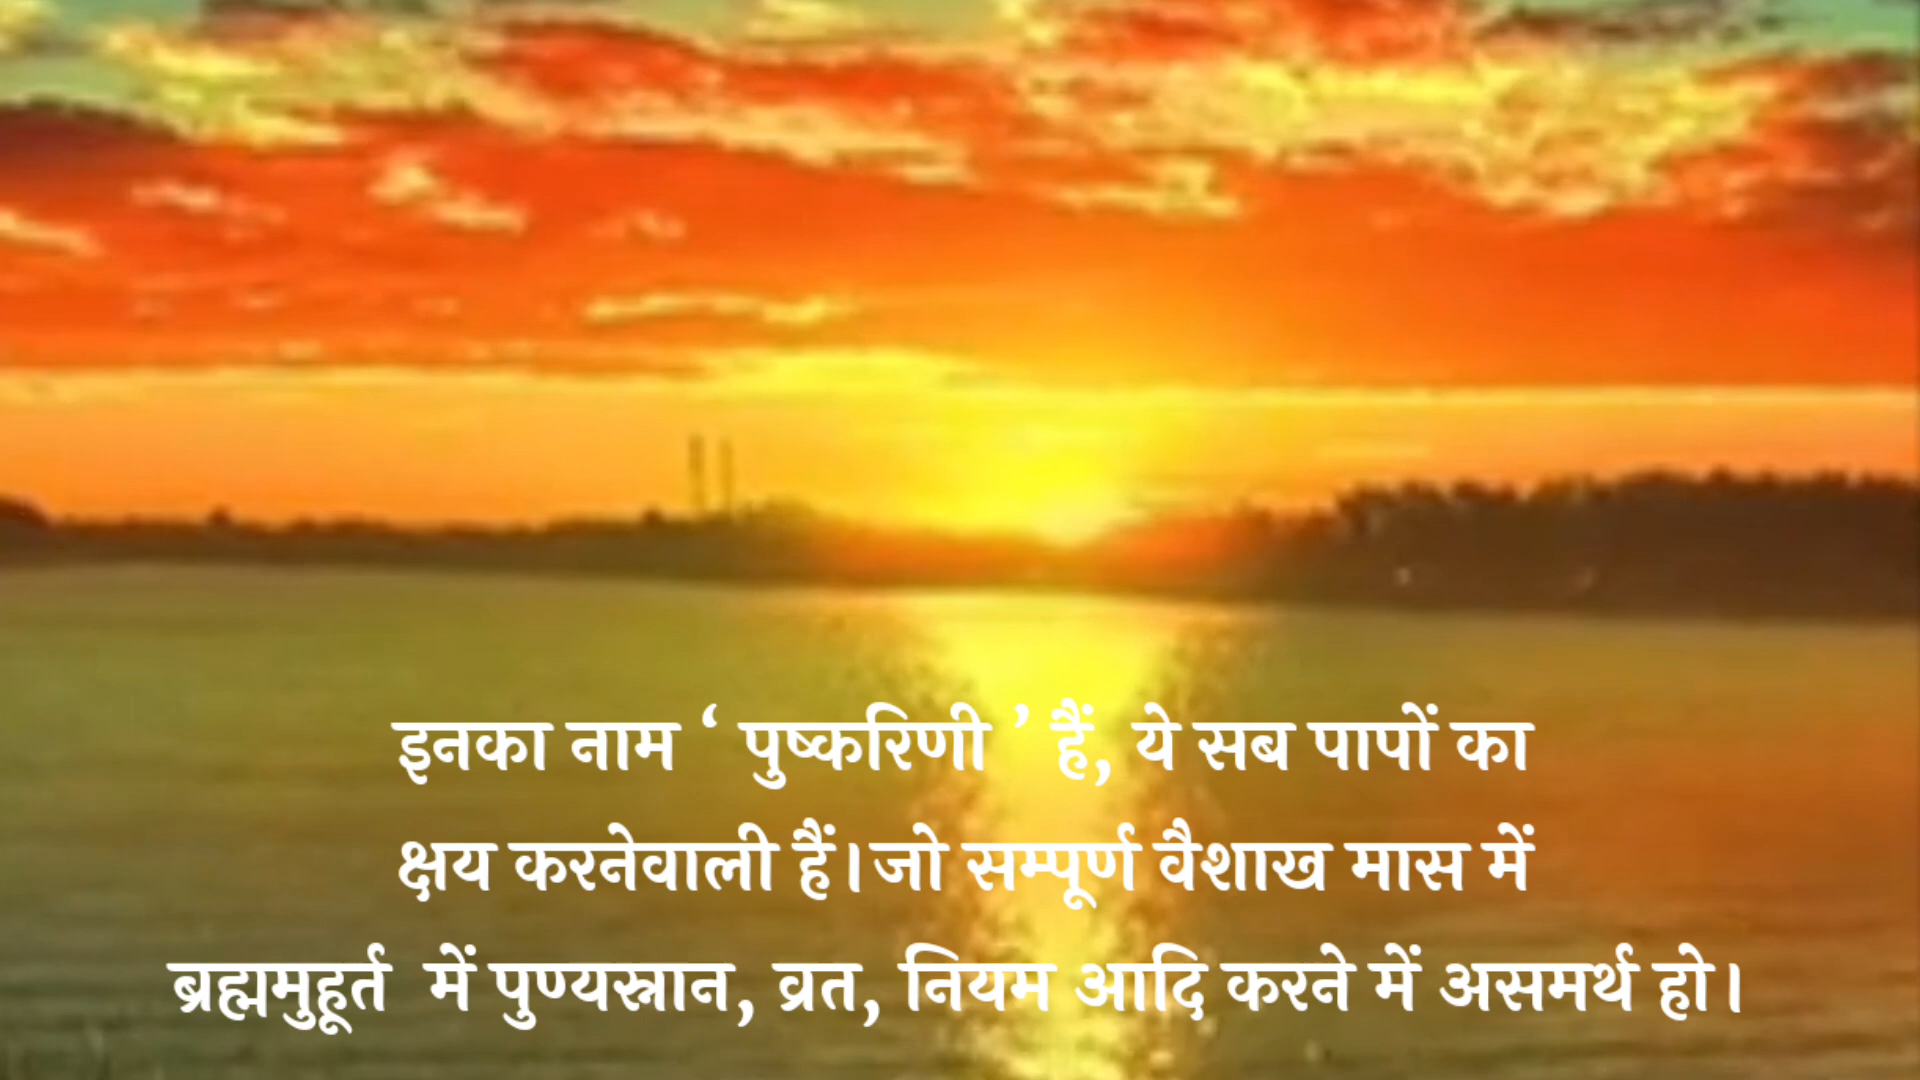 इनका नाम ‘ पुष्करिणी ’ हैं, ये सब पापों का
क्षय करनेवाली हैं।जो सम्पूर्ण वैशाख मास में
ब्रह्ममुहूर्त में पुण्यस्नान, व्रत, नियम आदि करने में असमर्थ हो।